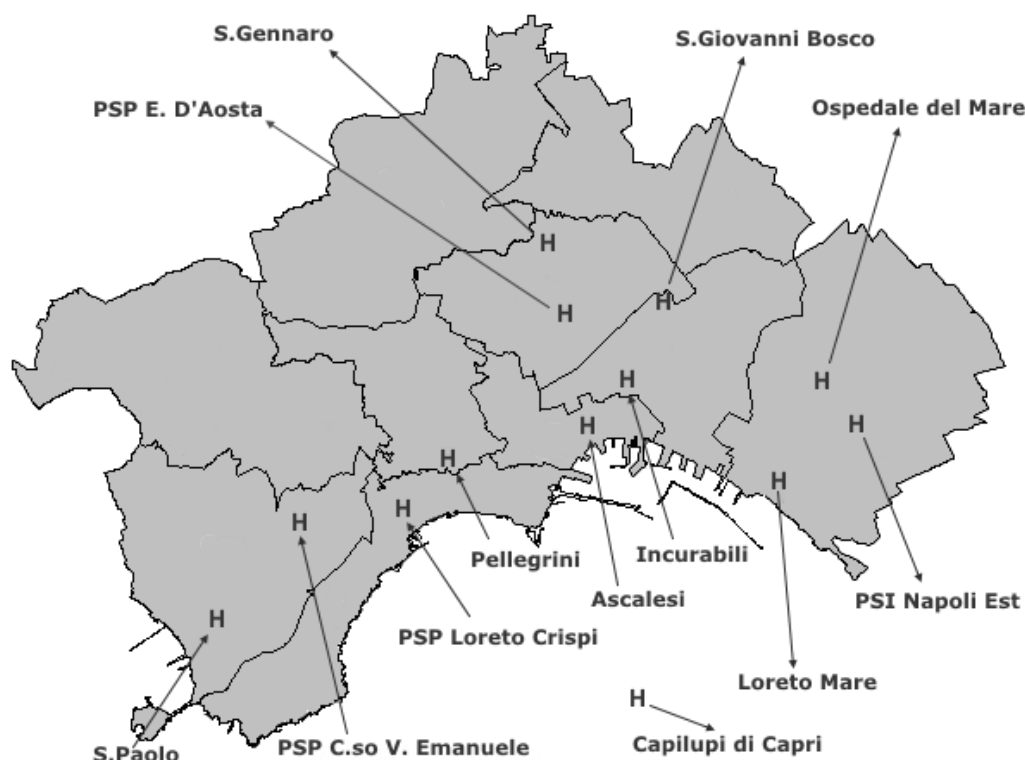 S.Gennaro
S.Giovanni Bosco
PSP E. D'Aosta
Ospedale del Mare
H
H
H
H
H
H
H
H
H
H
H
H
H
Pellegrini
Incurabili
Ascalesi
PSI Napoli Est
PSP Loreto Crispi
Loreto Mare
H
S.Paolo
PSP C.so V. Emanuele
Capilupi di Capri